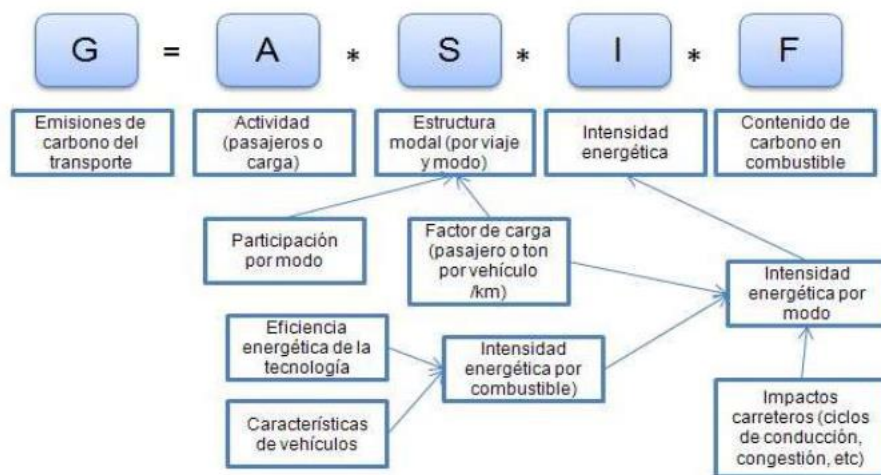 G = A * S * I * F
Emisiones de
carbono del
transporte
Actividad
(pasajeros o
carga)
Estructura
modal (por viaje
y modo)
Intensidad
energética
Contenido de
carbono en
combustible
Participación
por modo
Factor de carga
(pasajero o ton
por vehículo
/km)
Intensidad
energética por
modo
Eficiencia
energética de la
tecnología
Intensidad
energética por
combustible)
Características
de vehículos
Impactos
carreteros (ciclos
de conducción,
congestión, etc)